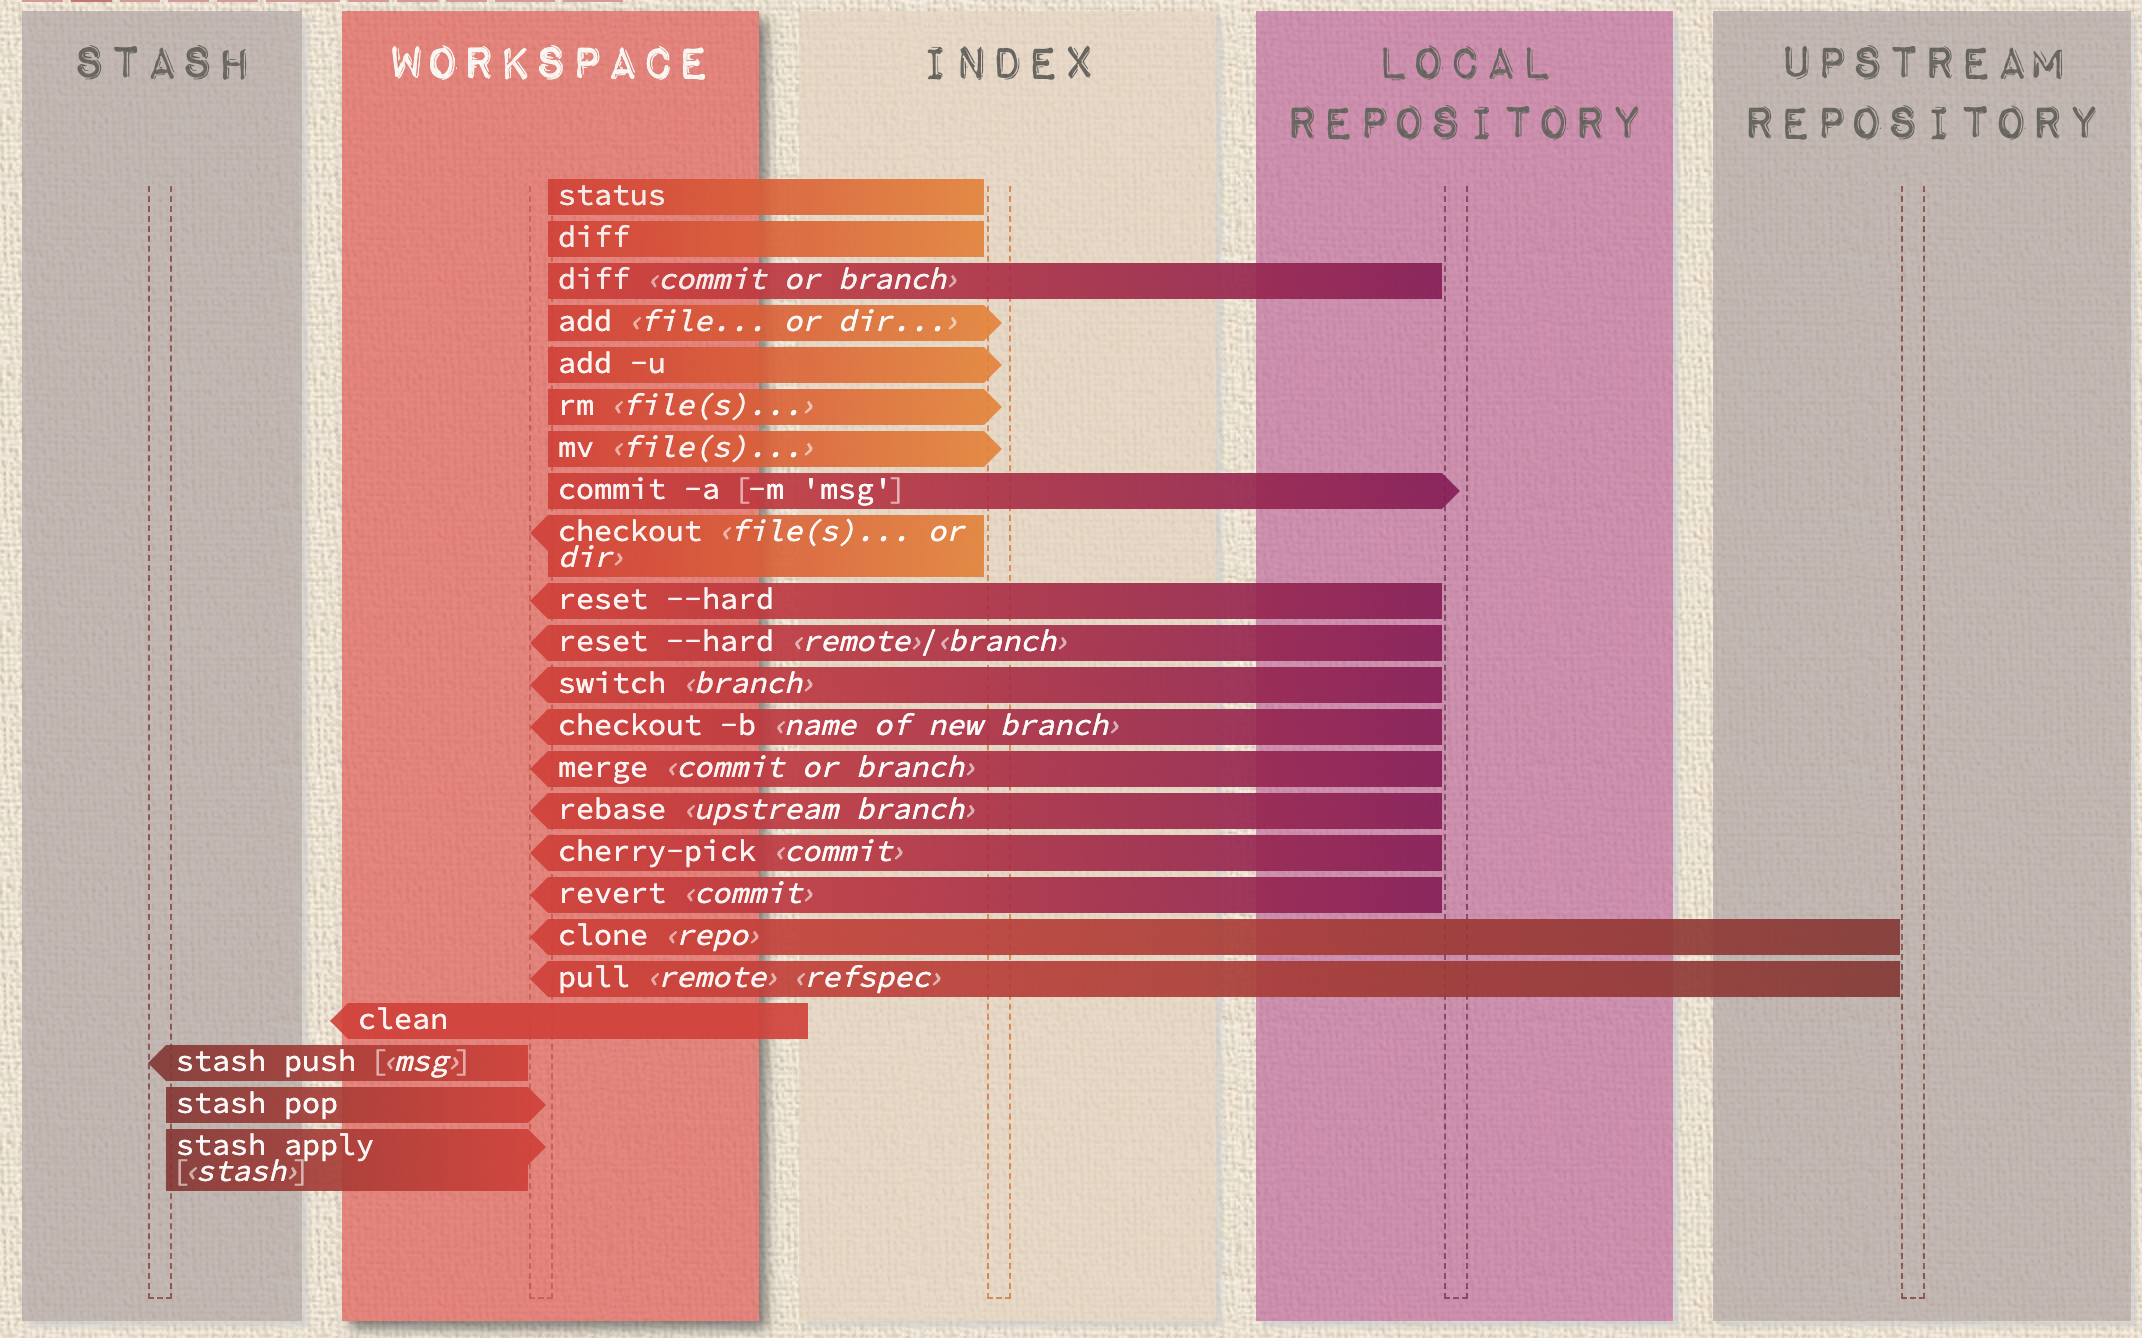 STASH
WORKSPACE
INDEX
LOCAL
REPOSITORY
UPSTREAM
REPOSITORY
status
diff
diff ‹commit or branch›
add ‹file... or dir...›
add -u
rm ‹file(s)...›
mv ‹file(s)...›
commit -a [-m 'msg']
checkout ‹file(s)... or
dir›
reset --hard
reset --hard ‹remote›/‹branch›
switch ‹branch›
checkout -b ‹name of new branch›
merge ‹commit or branch›
rebase ‹upstream branch›
cherry-pick ‹commit›
revert ‹commit›
clone ‹repo›
pull ‹remote› ‹refspec›
clean
stash push [‹msg›]
stash pop
stash apply
[‹stash›]